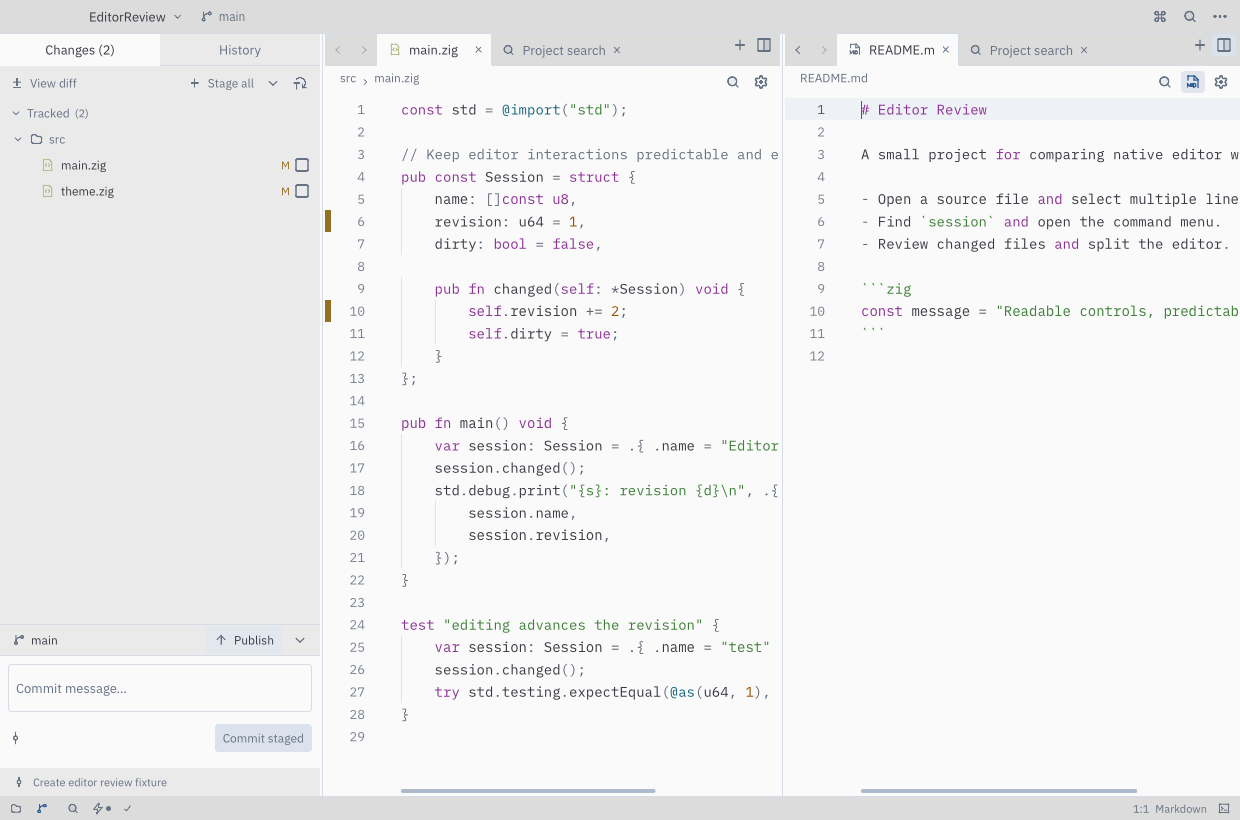 EditorReview main
Changes (2) History
View diff Stage all
Tracked (2)
src
main.zig M
theme.zig M
main Publish
Commit message...
Commit staged
Create editor review fixture
main.zig Project search
src › main.zig
1 const std = @import("std");
2
3 // Keep editor interactions predictable and e
4 pub const Session = struct {
5 name: []const u8,
6 revision: u64 = 1,
7 dirty: bool = false,
8
9 pub fn changed(self: *Session) void {
10 self.revision += 2;
11 self.dirty = true;
12 }
13 };
14
15 pub fn main() void {
16 var session: Session = .{ .name = "Editor
17 session.changed();
18 std.debug.print("{s}: revision {d}\n", .{
19 session.name,
20 session.revision,
21 });
22 }
23
24 test "editing advances the revision" {
25 var session: Session = .{ .name = "test"
26 session.changed();
27 try std.testing.expectEqual(@as(u64, 1),
28 }
29
README.m Project search
README.md
1 # Editor Review
2
3 A small project for comparing native editor w
4
5 - Open a source file and select multiple line
6 - Find `session` and open the command menu.
7 - Review changed files and split the editor.
8
9 ```zig
10 const message = "Readable controls, predictab
11 ```
12
1:1 Markdown